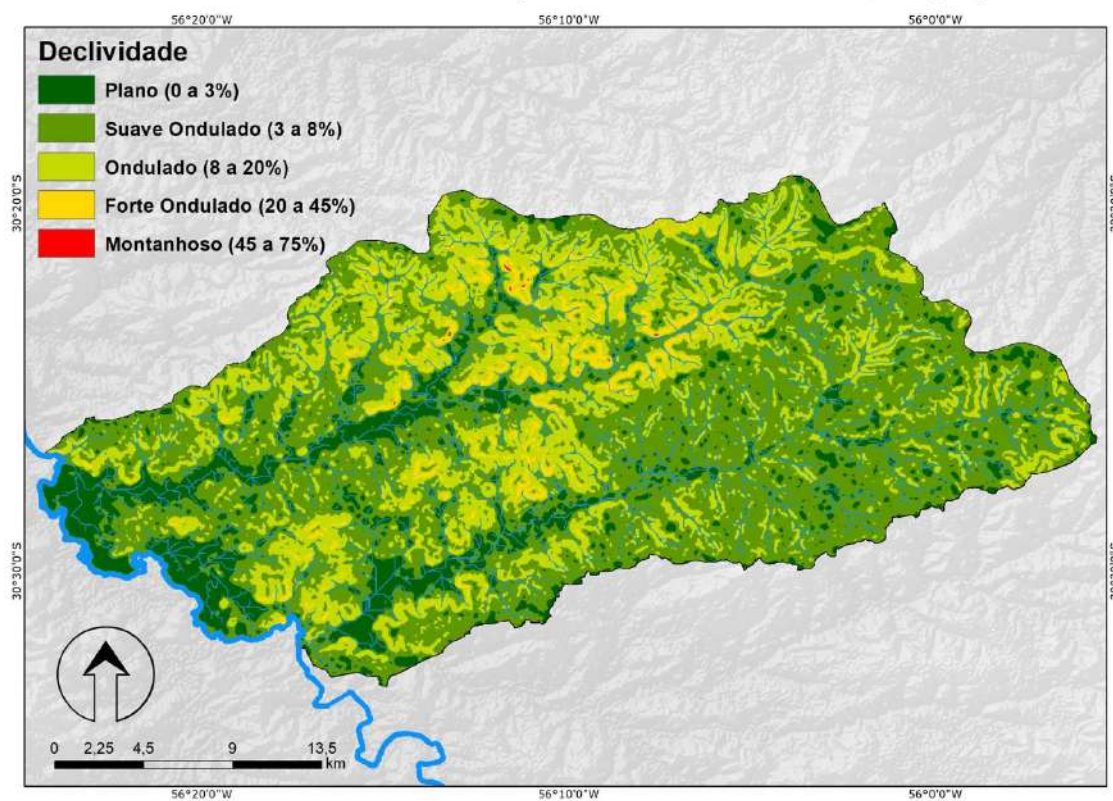 56°20'0"W 56°10'0"W 56°0'0"W
Declividade
Plano (0 a 3%)
Suave Ondulado (3 a 8%)
Ondulado (8 a 20%)
Forte Ondulado (20 a 45%)
Montanhoso (45 a 75%)
30°20'0"S
30°30'0"S
0 2,25 4,5 9 13,5
km
56°20'0"W 56°10'0"W 56°0'0"W